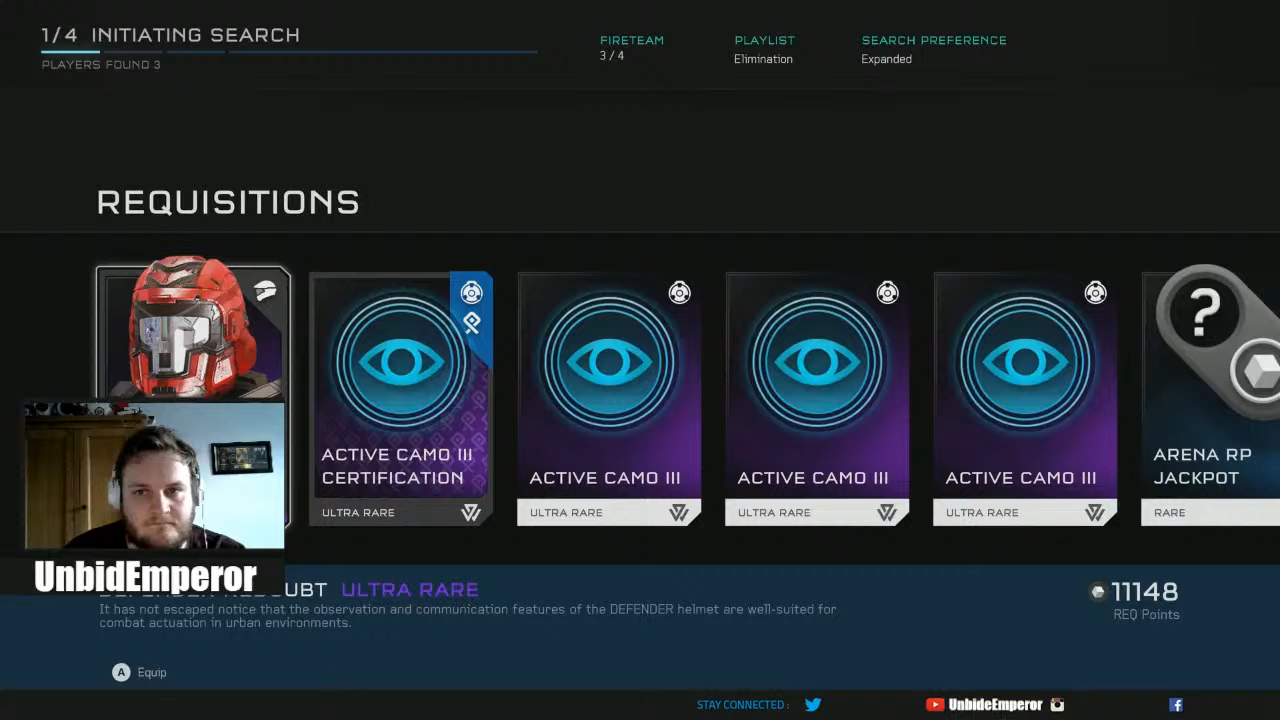 1/4 INITIATING SEARCH
PLAYERS FOUND 3
FIRETEAM
3 / 4
PLAYLIST
Elimination
SEARCH PREFERENCE
Expanded
REQUISITIONS
ACTIVE CAMO III
CERTIFICATION
ULTRA RARE
ACTIVE CAMO III
ULTRA RARE
ACTIVE CAMO III
ULTRA RARE
ACTIVE CAMO III
ULTRA RARE
?
ARENA RP
JACKPOT
RARE
UnbidEmperor
ULTRA RARE
It has not escaped notice that the observation and communication features of the DEFENDER helmet are well-suited for
combat actuation in urban environments.
11148
REQ Points
A Equip
STAY CONNECTED :
UnbideEmperor